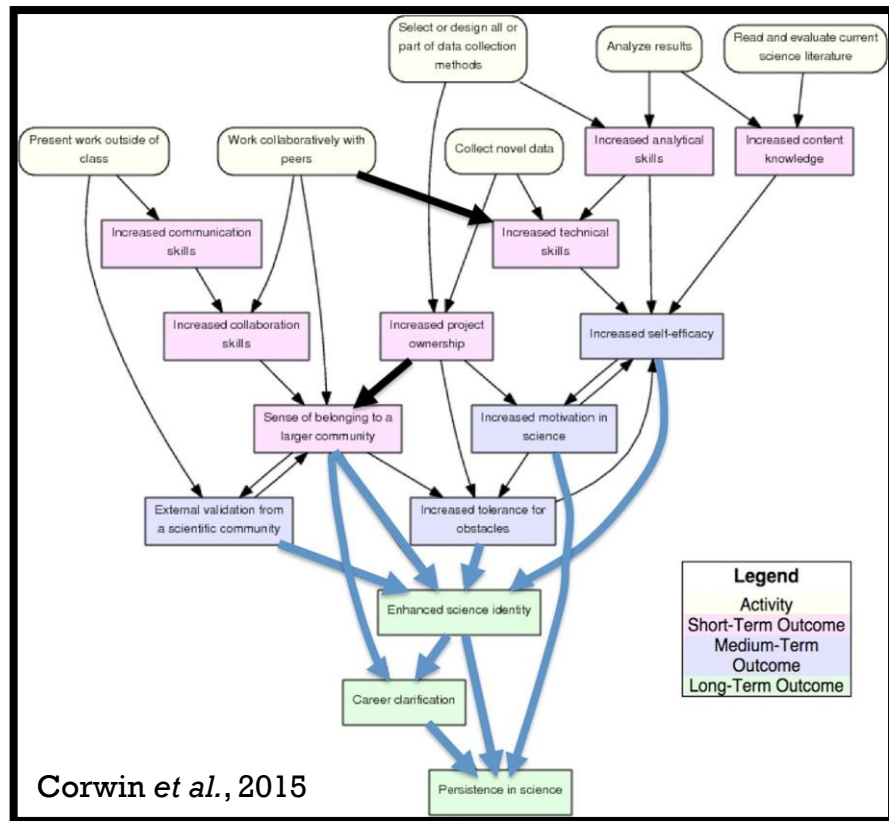 Select or design all or
part of data collection
methods
Analyze results
Read and evaluate current
science literature
Present work outside of
class
Work collaboratively with
peers
Collect novel data
Increased analytical
skills
Increased content
knowledge
Increased communication
skills
Increased technical
skills
Increased collaboration
skills
Increased project
ownership
Increased self-efficacy
Sense of belonging to a
larger community
Increased motivation in
science
External validation from
a scientific community
Increased tolerance for
obstacles
Enhanced science identity
Career clarification
Persistence in science
Legend
Activity
Short-Term Outcome
Medium-Term
Outcome
Long-Term Outcome
Corwin et al., 2015